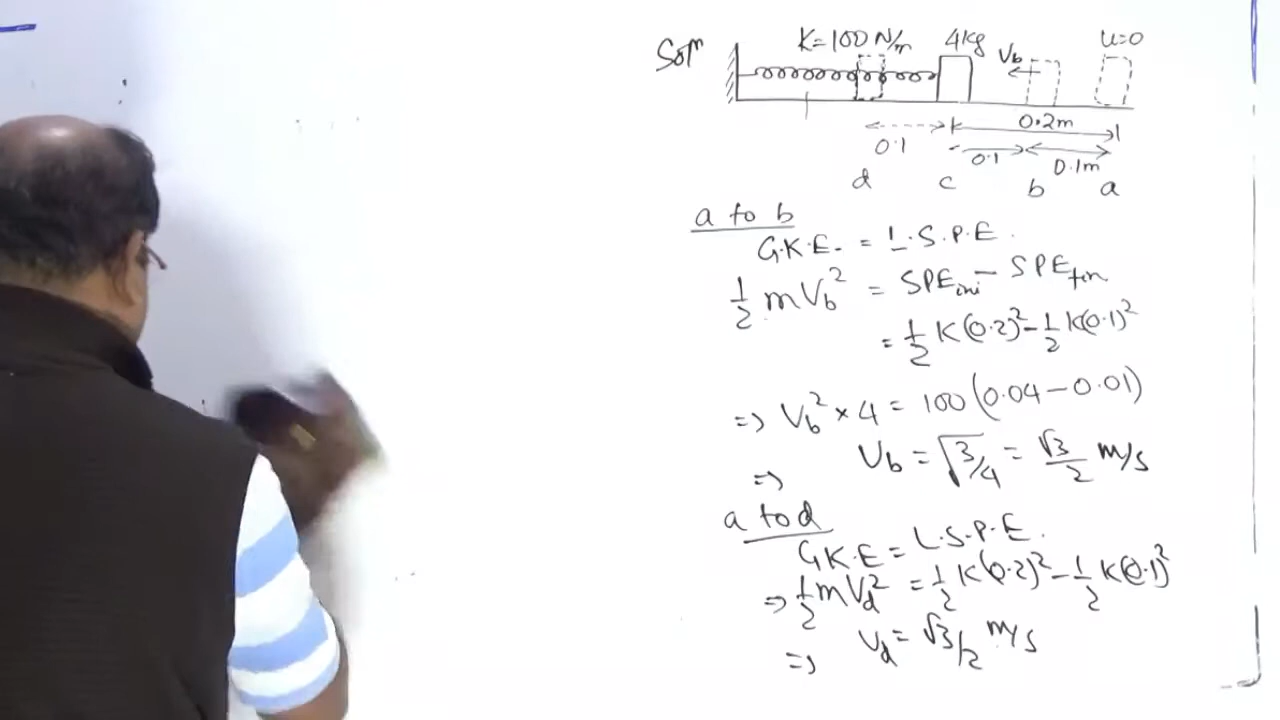 Solⁿ K=100 N/m 4kg Vb u=0
0.2m
0.1 0.1 0.1m
d c b a
a to b
G.K.E. = L.S.P.E.
1/2 mVb² = SPEini - SPEfin
= 1/2 K(0.2)² - 1/2 K(0.1)²
=> Vb² × 4 = 100 (0.04 - 0.01)
=> Vb = √3/4 = √3/2 m/s
a to d
G.K.E = L.S.P.E.
=> 1/2 mVd² = 1/2 K(0.2)² - 1/2 K(0.1)²
=> Vd = √3/2 m/s